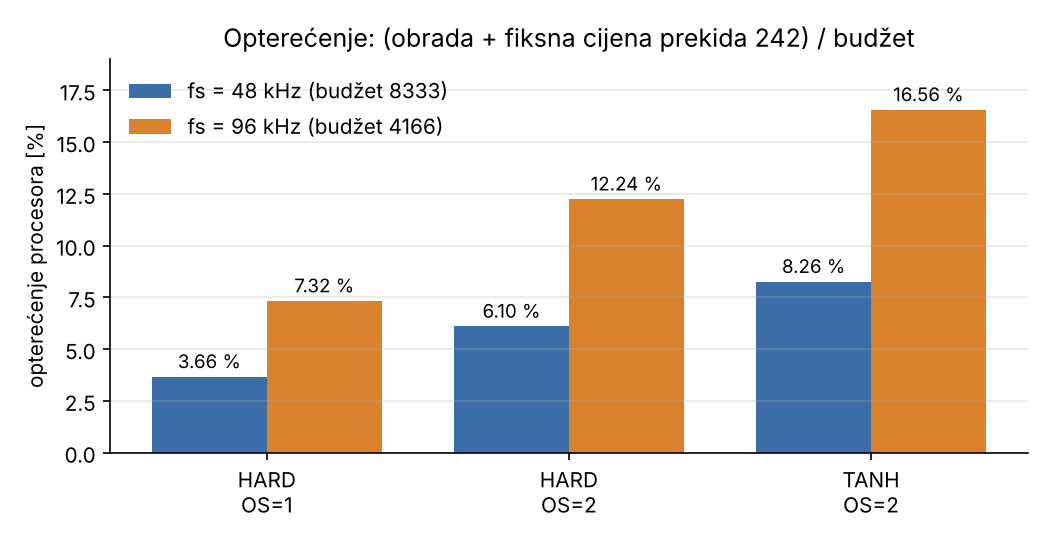 Opterećenje: (obrada + fiksna cijena prekida 242) / budžet
fs = 48 kHz (budžet 8333)
fs = 96 kHz (budžet 4166)
opterećenje procesora [%]
17.5
15.0
12.5
10.0
7.5
5.0
2.5
0.0
3.66 %
7.32 %
6.10 %
12.24 %
8.26 %
16.56 %
HARD
OS=1
HARD
OS=2
TANH
OS=2